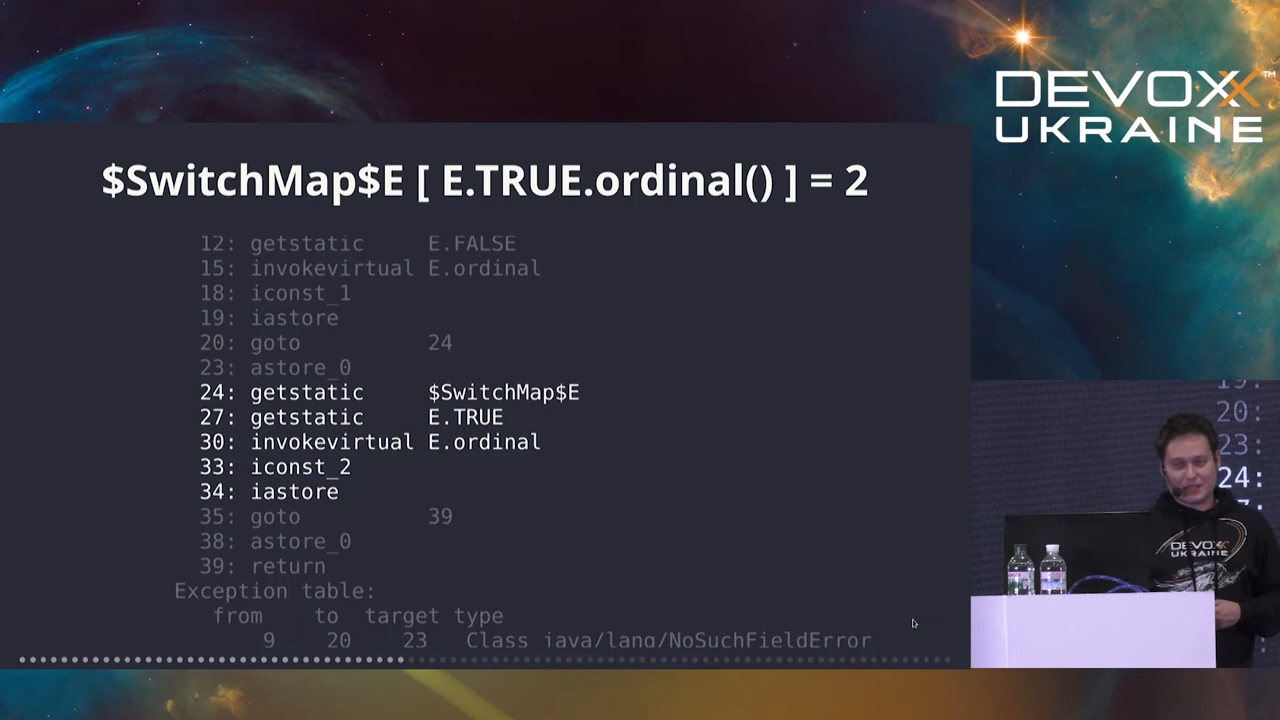 DEVOXX™
UKRAINE
$SwitchMap$E [ E.TRUE.ordinal() ] = 2
12: getstatic E.FALSE
15: invokevirtual E.ordinal
18: iconst_1
19: iastore
20: goto 24
23: astore_0
24: getstatic $SwitchMap$E
27: getstatic E.TRUE
30: invokevirtual E.ordinal
33: iconst_2
34: iastore
35: goto 39
38: astore_0
39: return
Exception table:
from to target type
9 20 23 Class java/lang/NoSuchFieldError
19:
20:
23:
24:
DEVOXX
UKRAINE